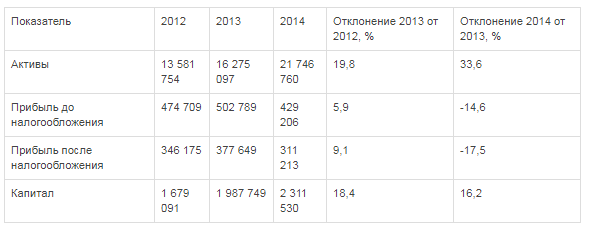 Показатель 2012 2013 2014 Отклонение 2013 от Отклонение 2014 от
2012, % 2013, %
Активы 13 581 16 275 21 746 19,8 33,6
754 097 760
Прибыль до 474 709 502 789 429 5,9 -14,6
налогообложения 206
Прибыль после 346 175 377 649 311 9,1 -17,5
налогообложения 213
Капитал 1 679 1 987 749 2 311 18,4 16,2
091 530